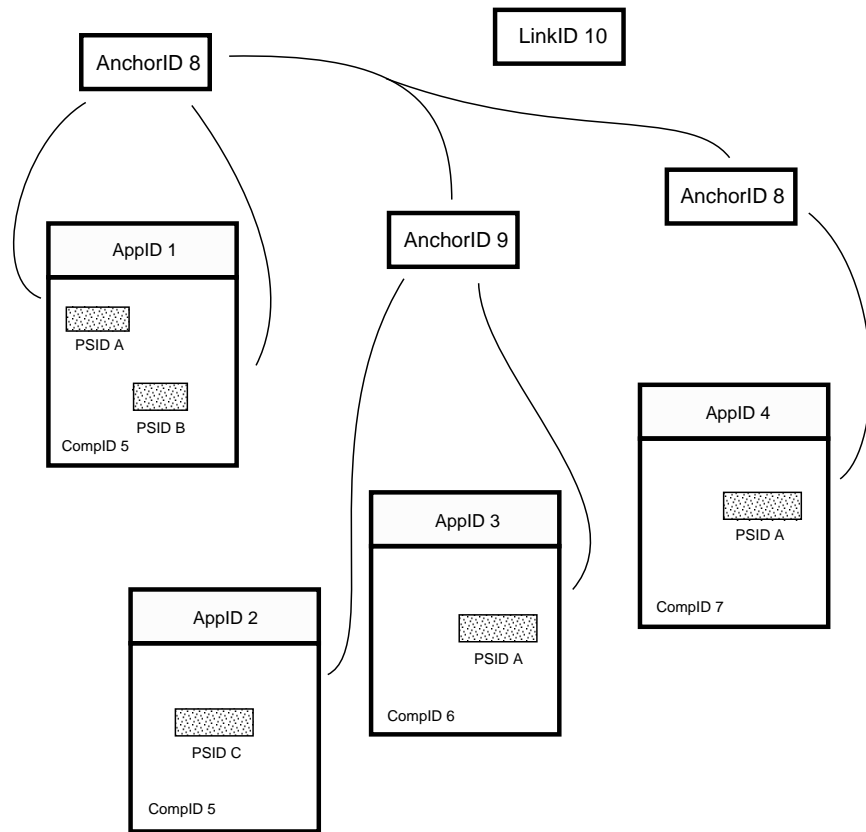 LinkID 10
AnchorID 8
AnchorID 8
AnchorID 9
AppID 1
PSID A
PSID B
CompID 5
AppID 4
PSID A
CompID 7
AppID 3
PSID A
CompID 6
AppID 2
PSID C
CompID 5